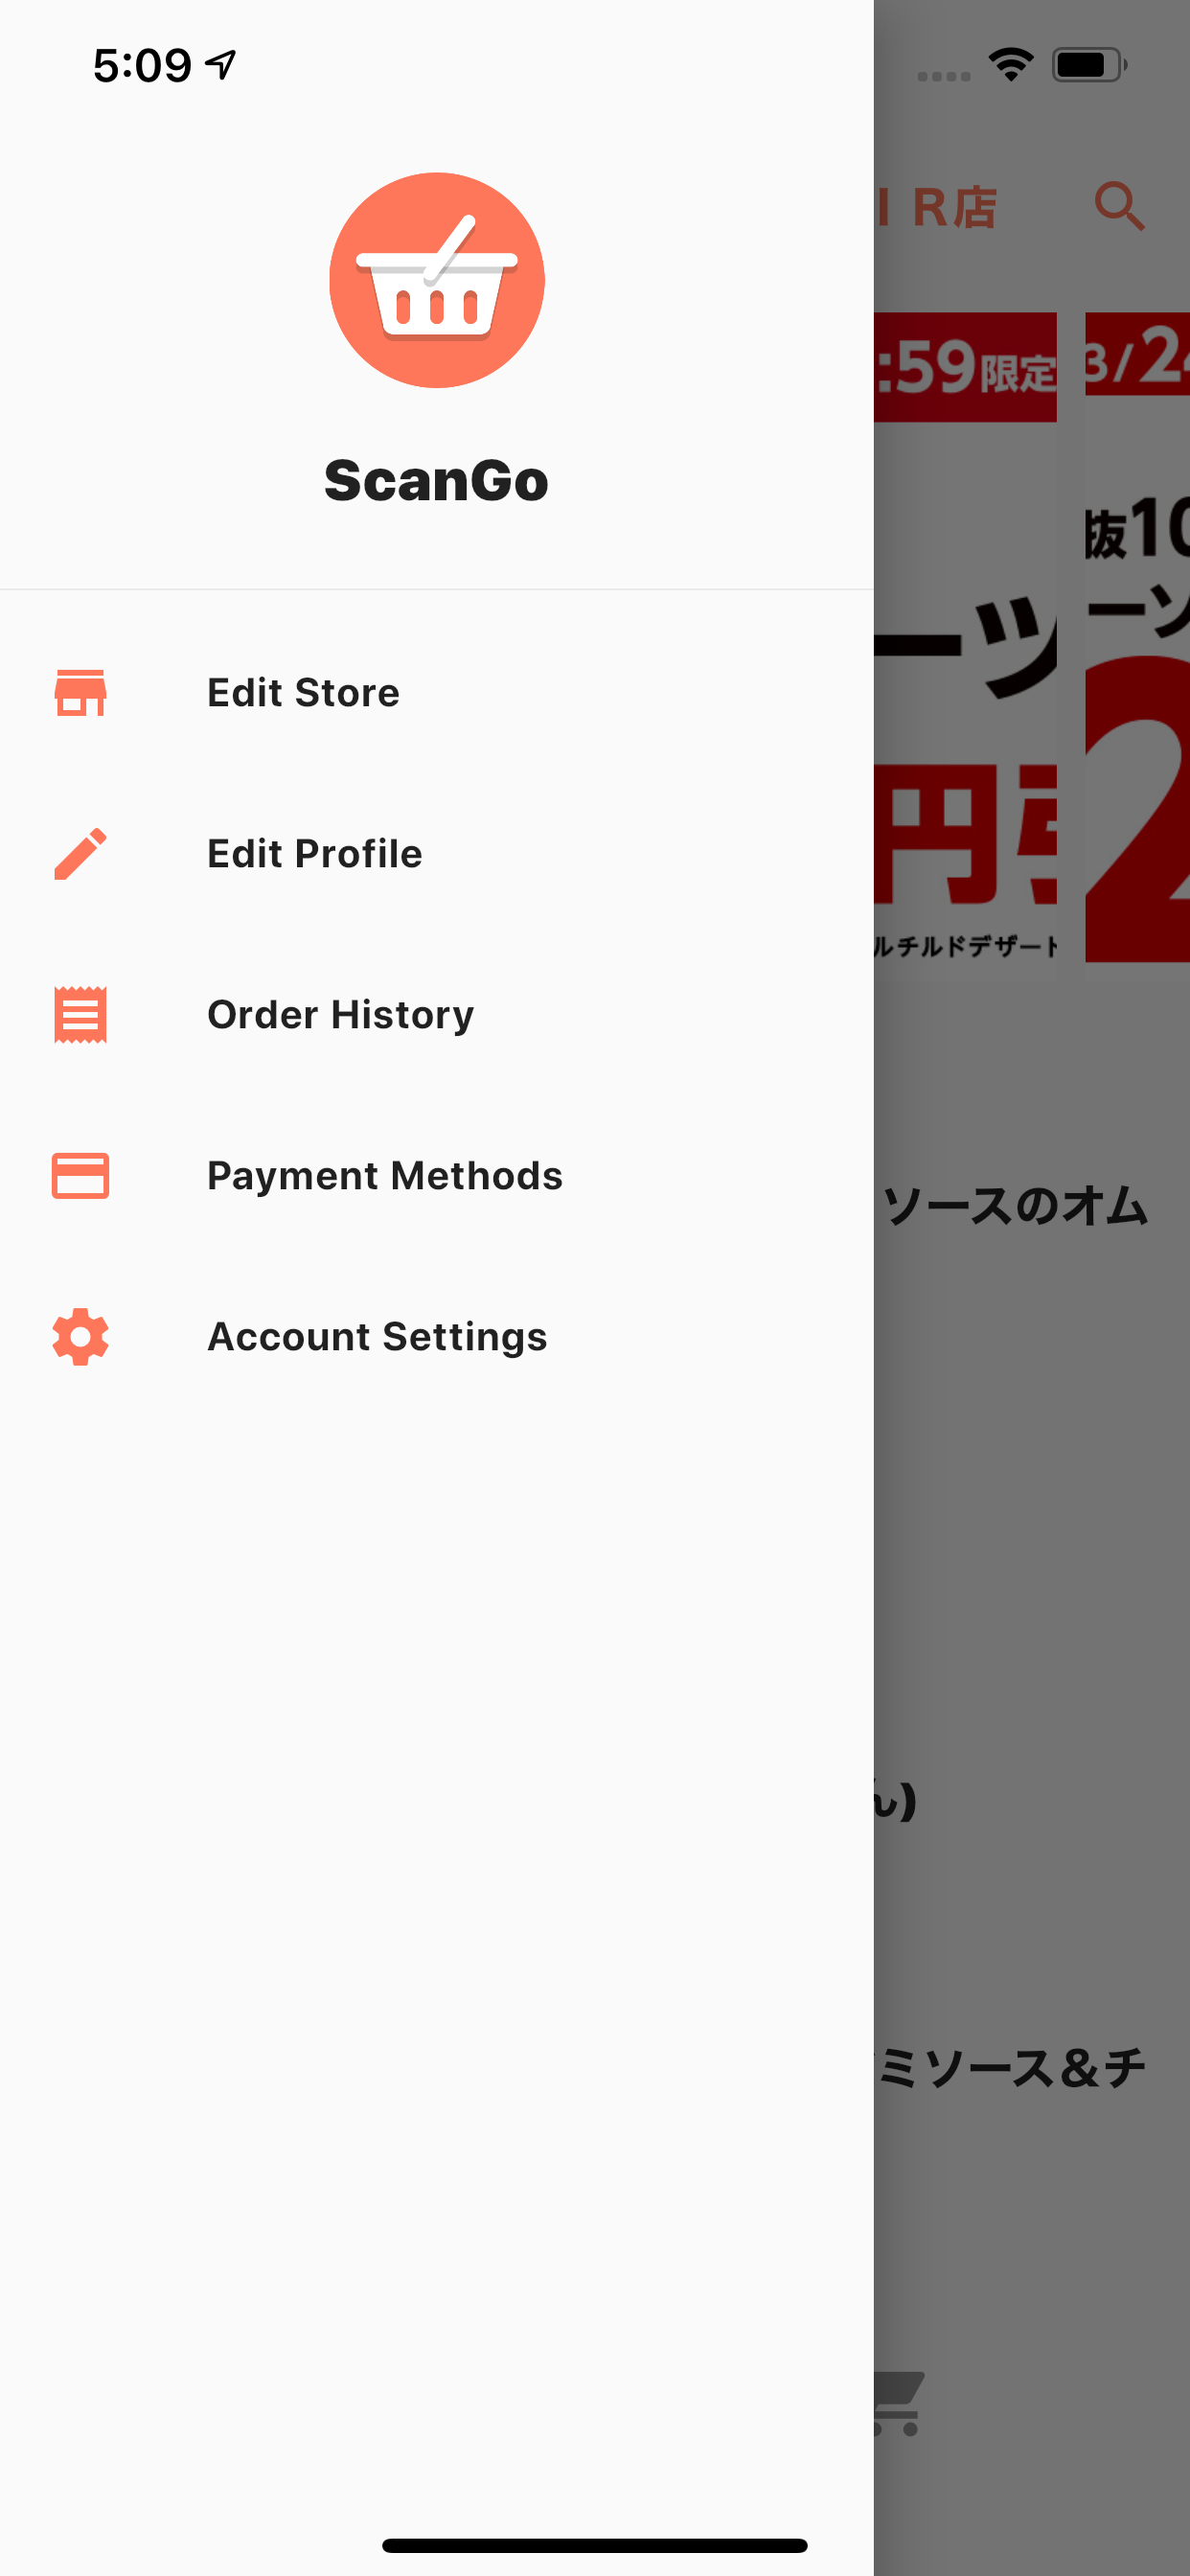 5:09
I R店
:59限定
3/24
ScanGo
抜10
ーツ
ーソ
Edit Store
円引
2
Edit Profile
ルチルドデザート
Order History
Payment Methods
ソースのオム
Account Settings
ん)
ミソース&チ